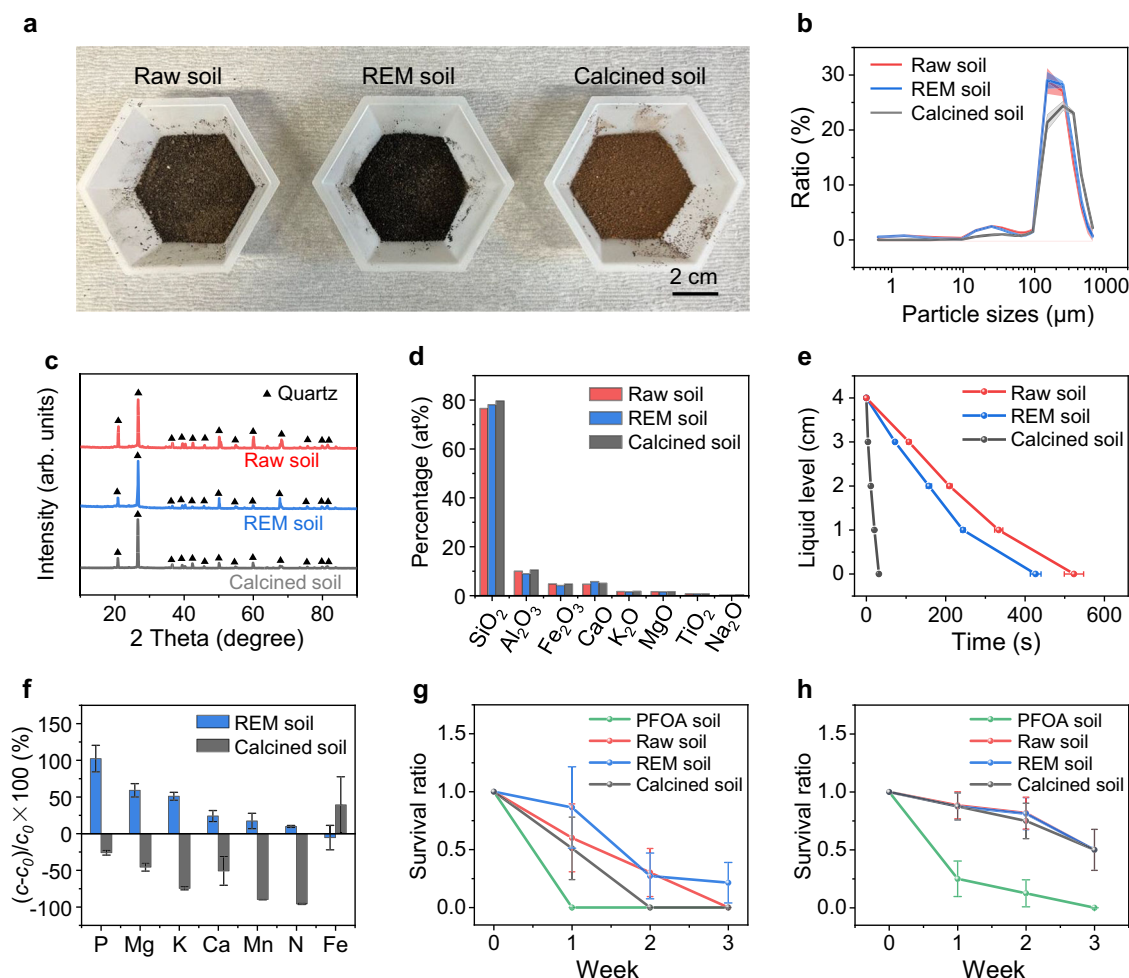 a
Raw soil REM soil Calcined soil
2 cm
b
Raw soil
REM soil
Calcined soil
30
20
10
0
Ratio (%)
1 10 100 1000
Particle sizes (µm)
c
▲ Quartz
Raw soil
REM soil
Calcined soil
Intensity (arb. units)
20 40 60 80
2 Theta (degree)
d
Raw soil
REM soil
Calcined soil
80
60
40
20
0
Percentage (at%)
SiO₂ Al₂O₃ Fe₂O₃ CaO K₂O MgO TiO₂ Na₂O
e
Raw soil
REM soil
Calcined soil
4
3
2
1
0
Liquid level (cm)
0 200 400 600
Time (s)
f
REM soil
Calcined soil
150
100
50
0
-50
-100
(c-c₀)/c₀ × 100 (%)
P Mg K Ca Mn N Fe
g
PFOA soil
Raw soil
REM soil
Calcined soil
1.5
1.0
0.5
0.0
Survival ratio
0 1 2 3
Week
h
PFOA soil
Raw soil
REM soil
Calcined soil
1.5
1.0
0.5
0.0
Survival ratio
0 1 2 3
Week